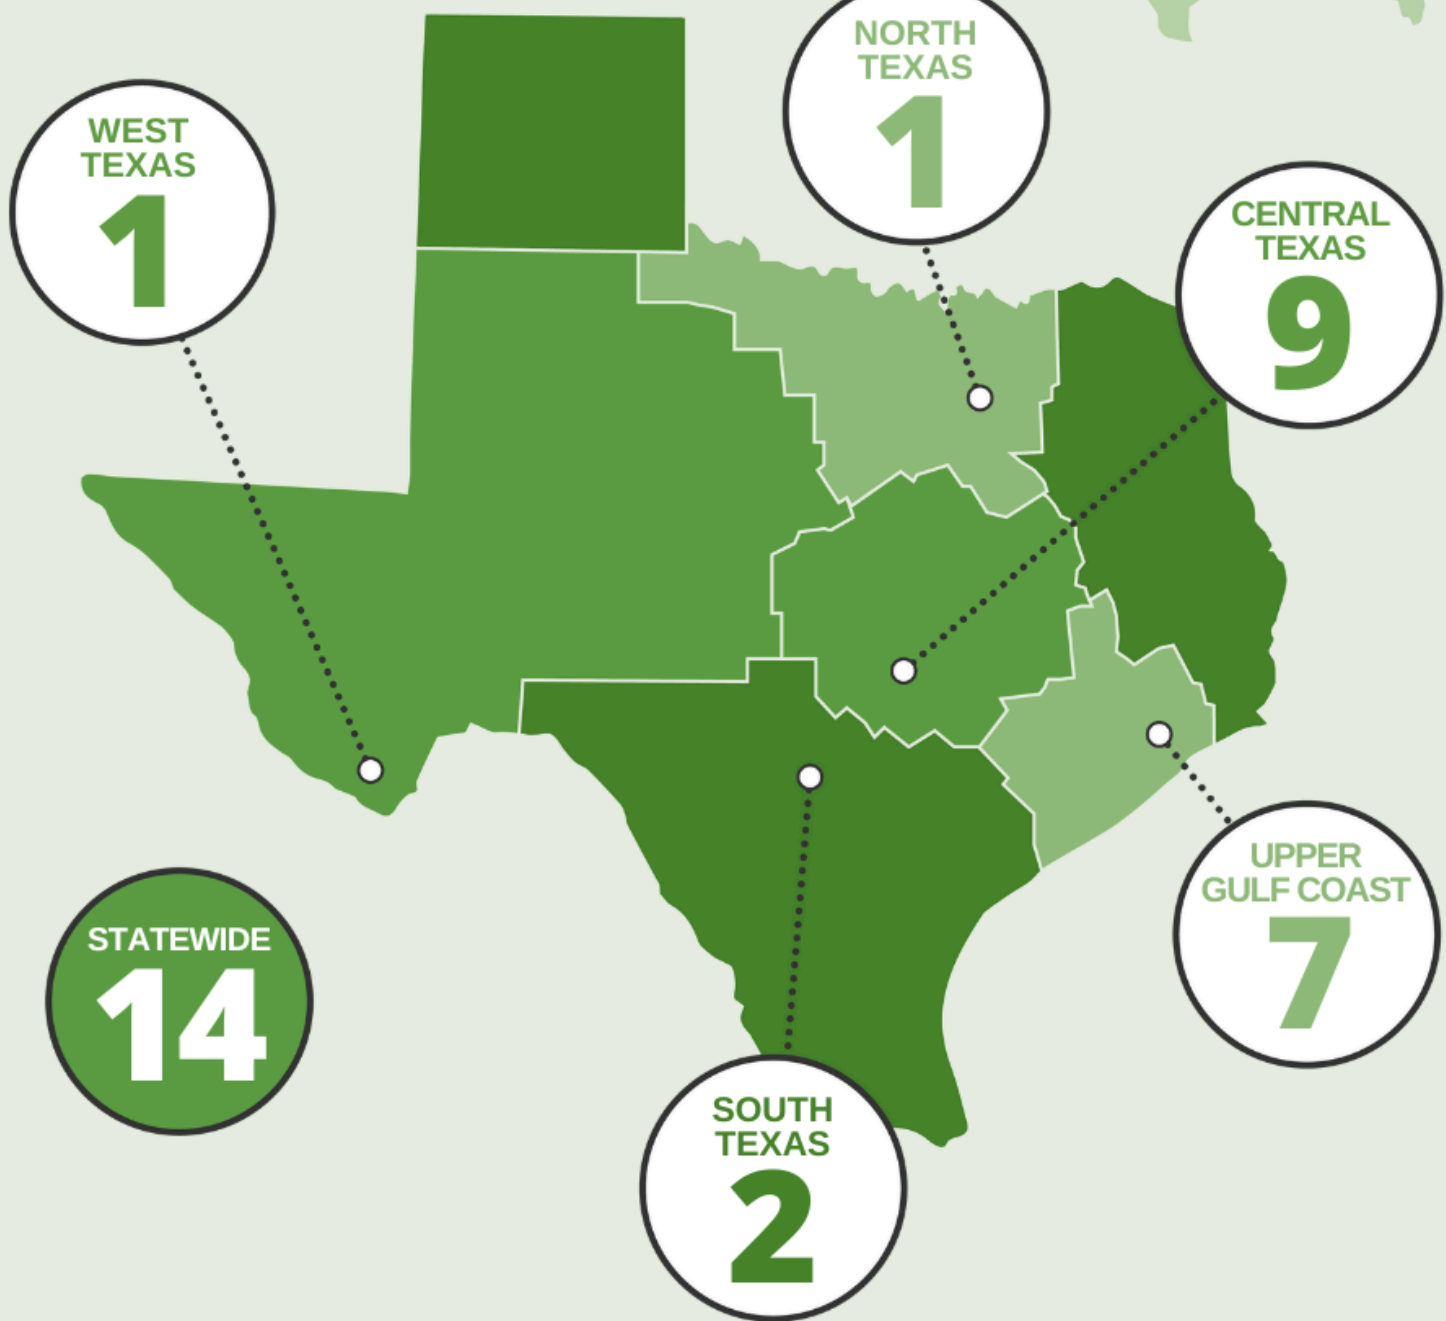 NORTH
TEXAS
1
WEST
TEXAS
1
CENTRAL
TEXAS
9
UPPER
GULF COAST
7
STATEWIDE
14
SOUTH
TEXAS
2